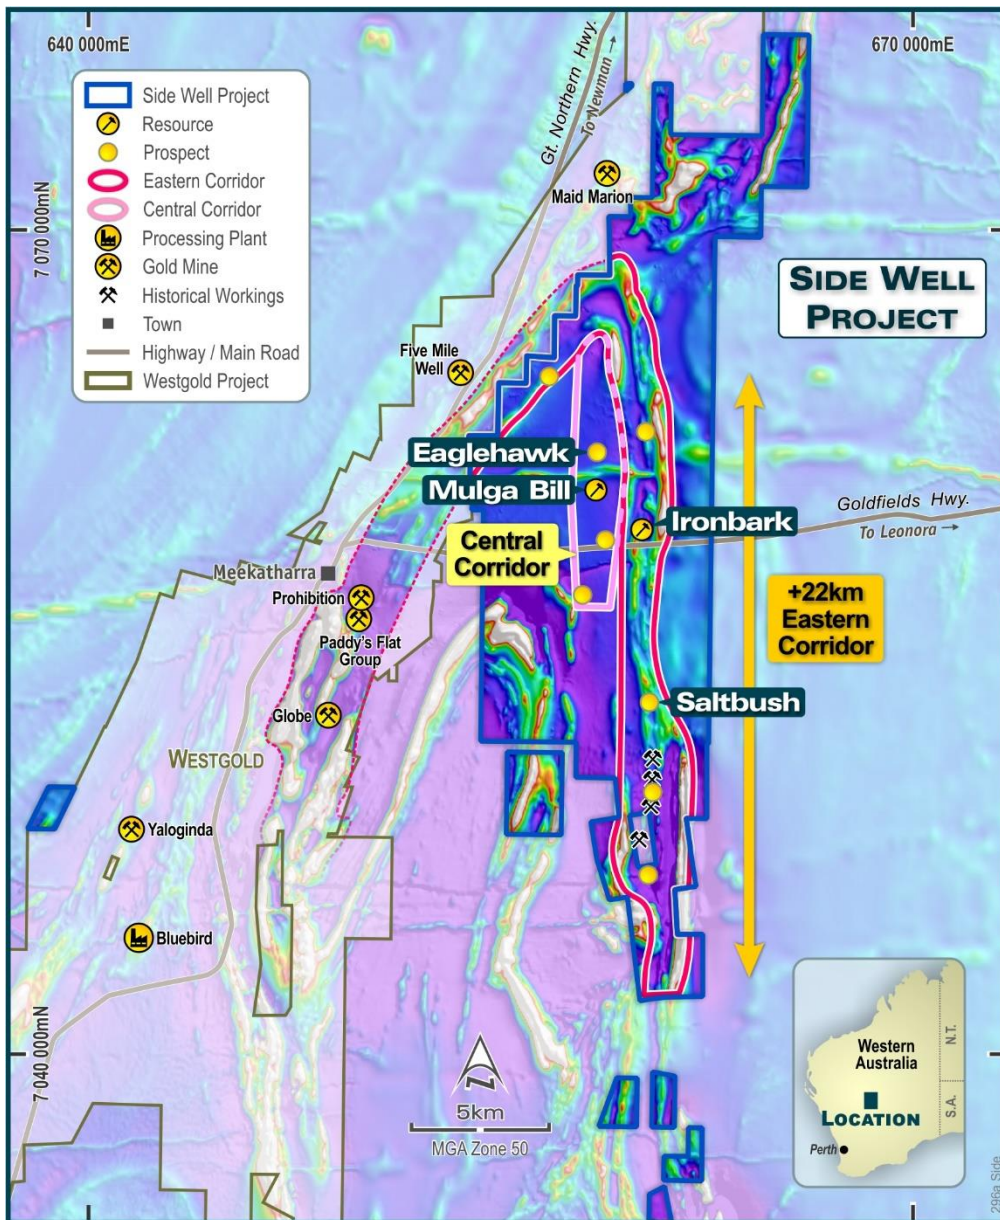 640 000mE
670 000mE
Side Well Project
Resource
Prospect
Eastern Corridor
Central Corridor
Processing Plant
Gold Mine
Historical Workings
Town
Highway / Main Road
Westgold Project
Gt. Northern Hwy.
To Newman →
Maid Marion
7 070 000mN
SIDE WELL
PROJECT
Five Mile
Well
Eaglehawk
Mulga Bill
Ironbark
Goldfields Hwy.
To Leonora →
Central
Corridor
Meekatharra
Prohibition
Paddy's Flat
Group
+22km
Eastern
Corridor
Saltbush
Globe
WESTGOLD
Yaloginda
Bluebird
7 040 000mN
N
5km
MGA Zone 50
Western
Australia
N.T.
S.A.
LOCATION
Perth
296a Side